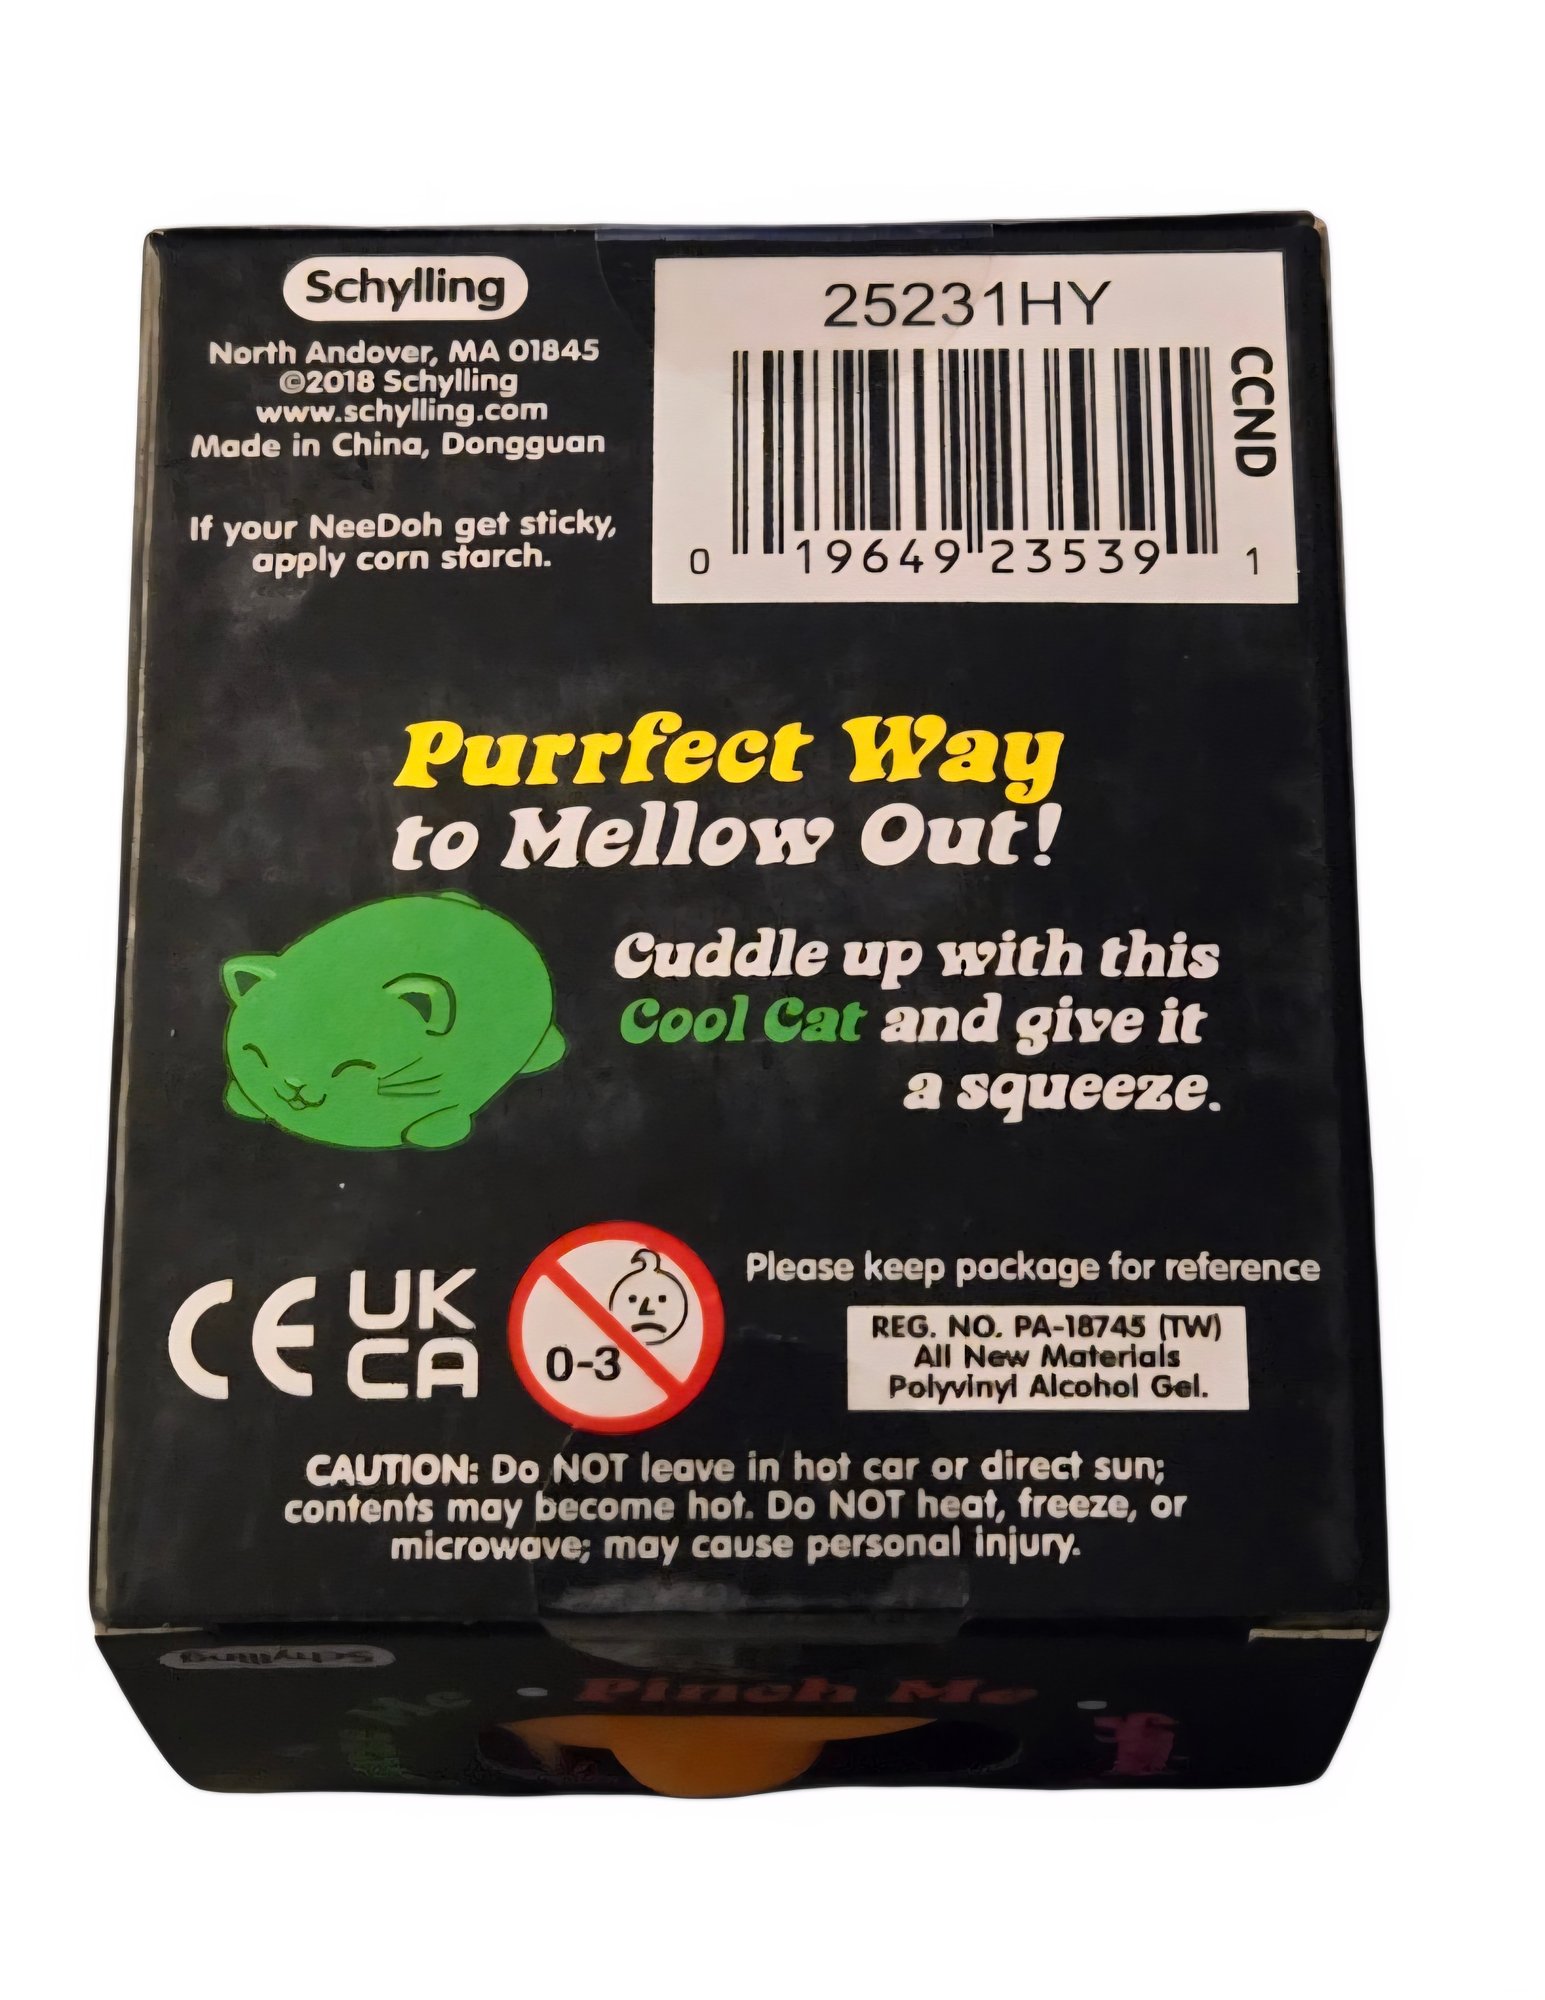 Schylling
North Andover, MA 01845
©2018 Schylling
www.schylling.com
Made in China, Dongguan
If your NeeDoh get sticky,
apply corn starch.
25231HY
CCND
0 19649 23539 1
Purrfect Way
to Mellow Out!
Cuddle up with this
Cool Cat and give it
a squeeze.
CE
UK
CA
0-3
Please keep package for reference
REG. NO. PA-18745 (TW)
All New Materials
Polyvinyl Alcohol Gel.
CAUTION: Do NOT leave in hot car or direct sun;
contents may become hot. Do NOT heat, freeze, or
microwave; may cause personal injury.
Schylling
Pinch Me